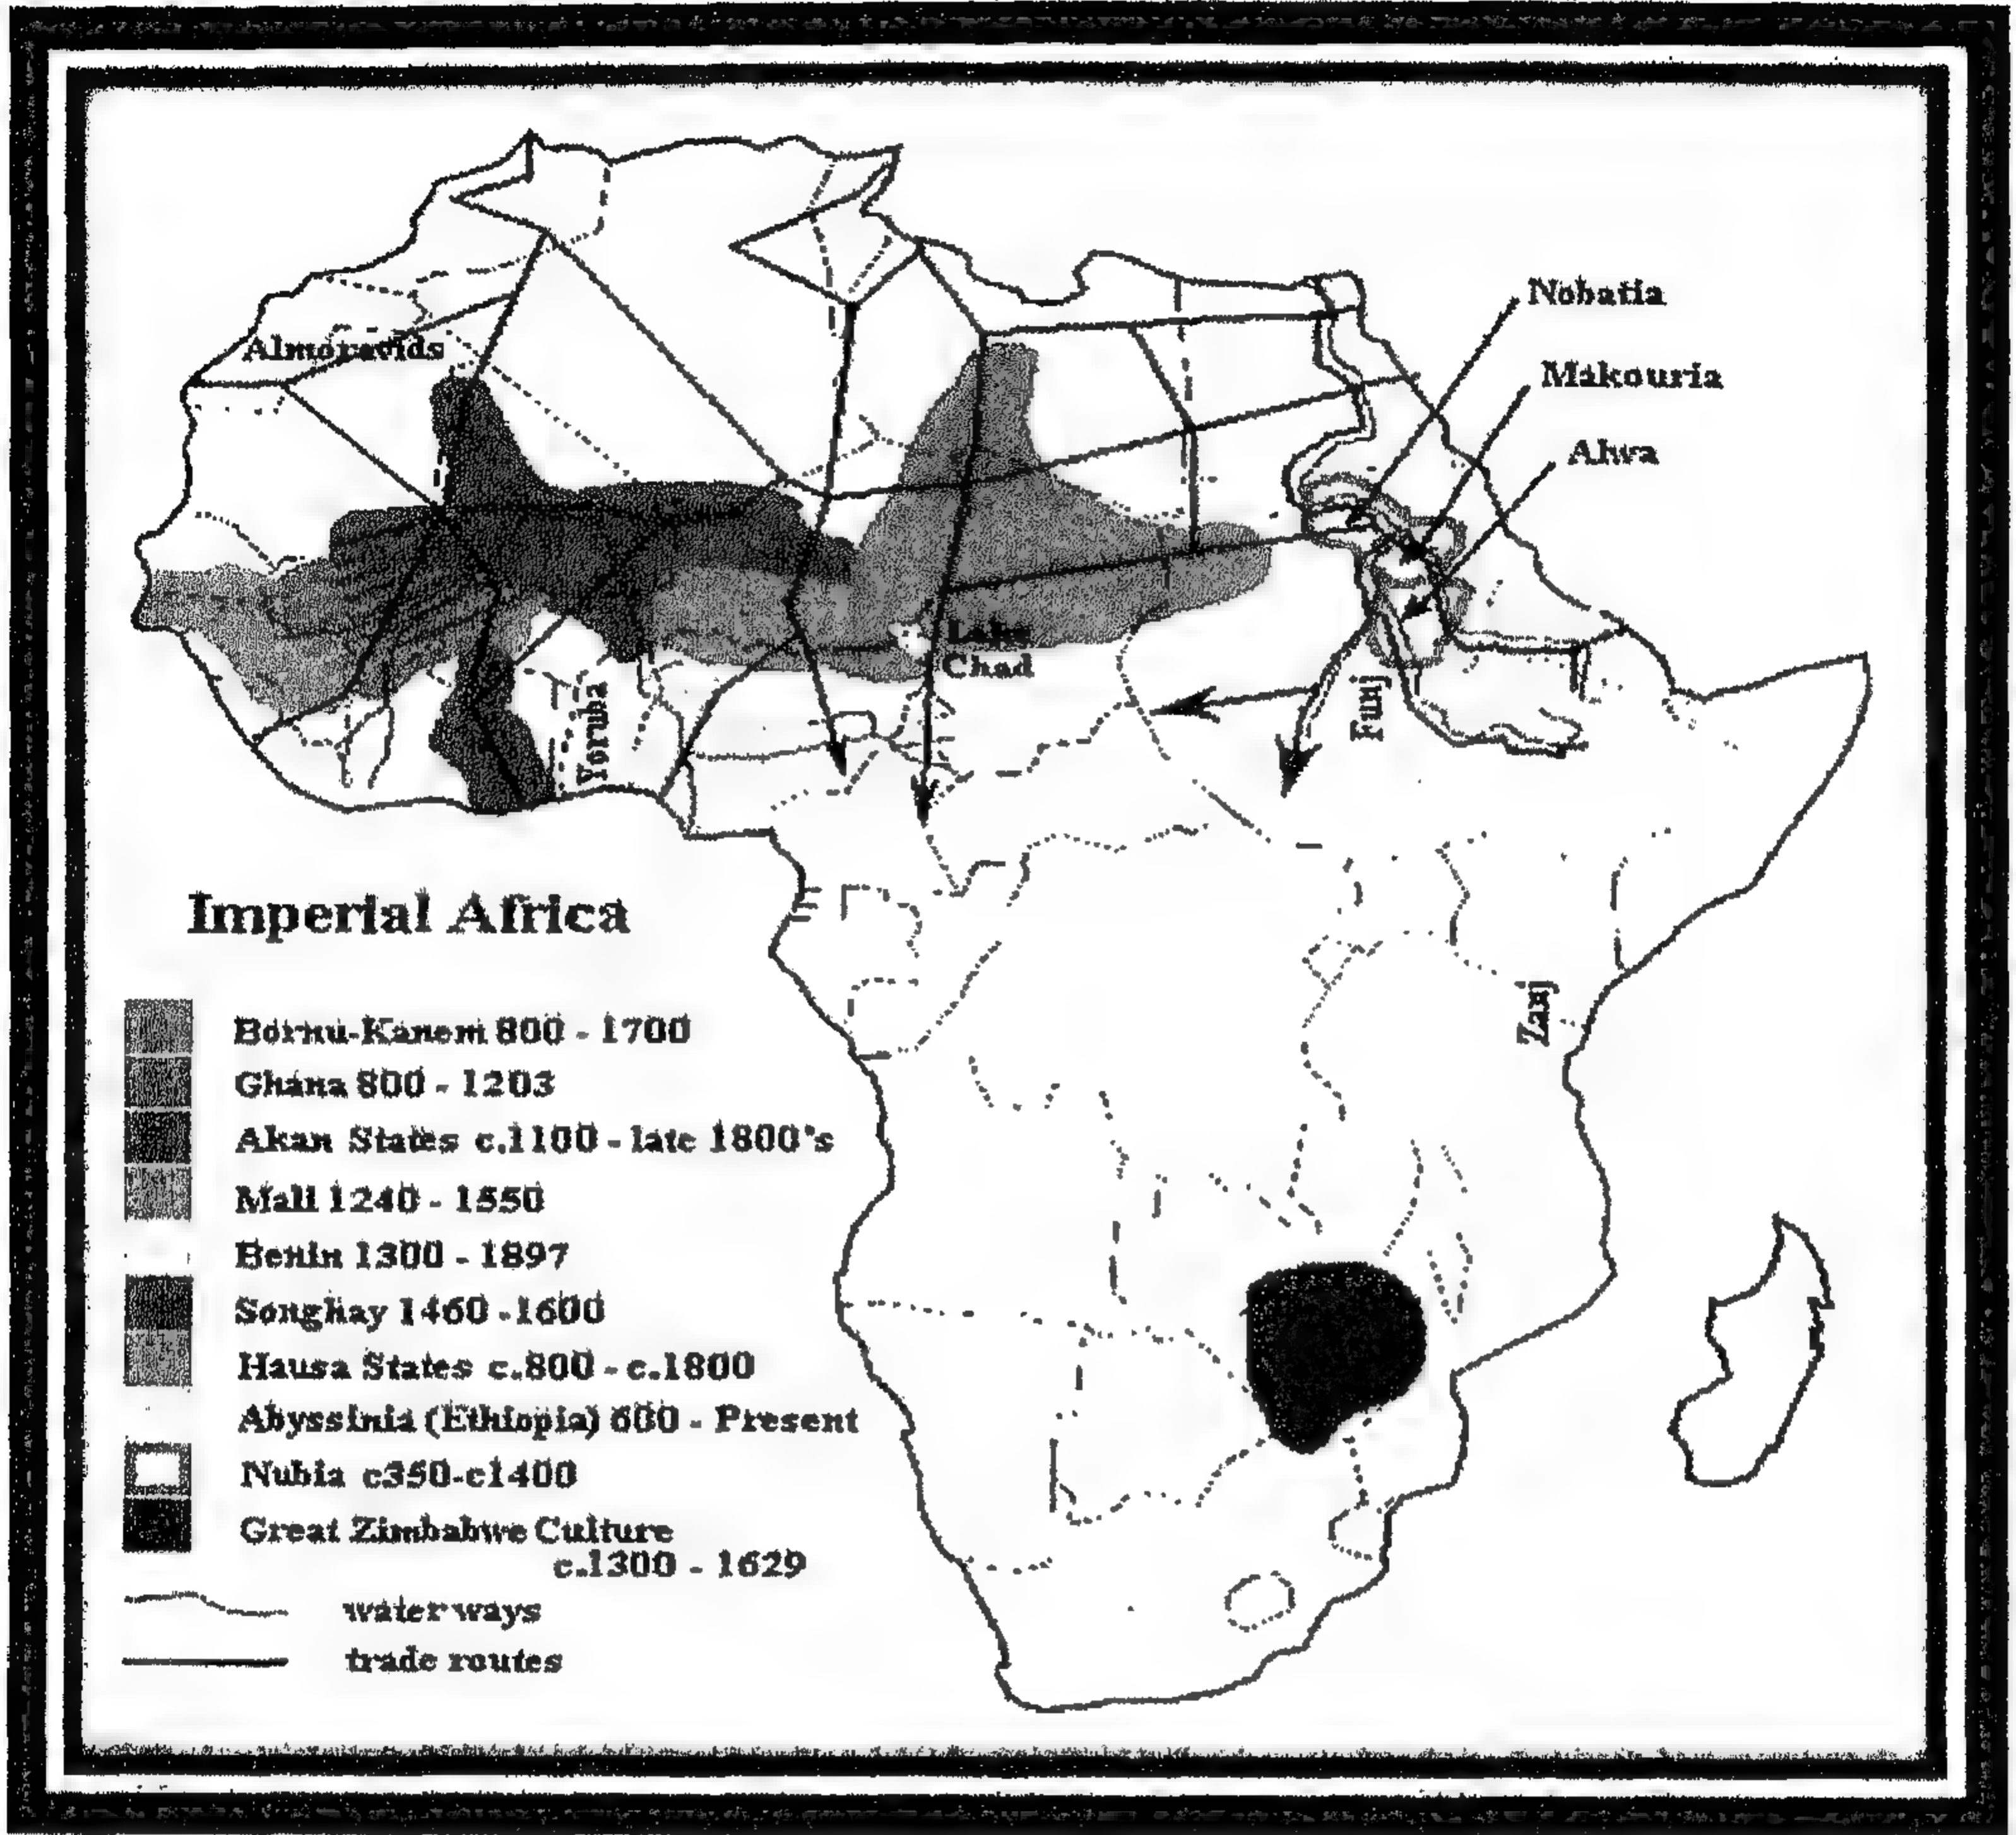 Nobatia
Makouria
Alwa
Almoravids
Lake
Chad
Yoruba
Funj
Zanj
Imperial Africa
Bornu-Kanem 800 - 1700
Ghana 800 - 1203
Akan States c.1100 - late 1800's
Mali 1240 - 1550
Benin 1300 - 1897
Songhay 1460 - 1600
Hausa States c.800 - c.1800
Abyssinia (Ethiopia) 600 - Present
Nubia c350-c1400
Great Zimbabwe Culture
c.1300 - 1629
water ways
trade routes